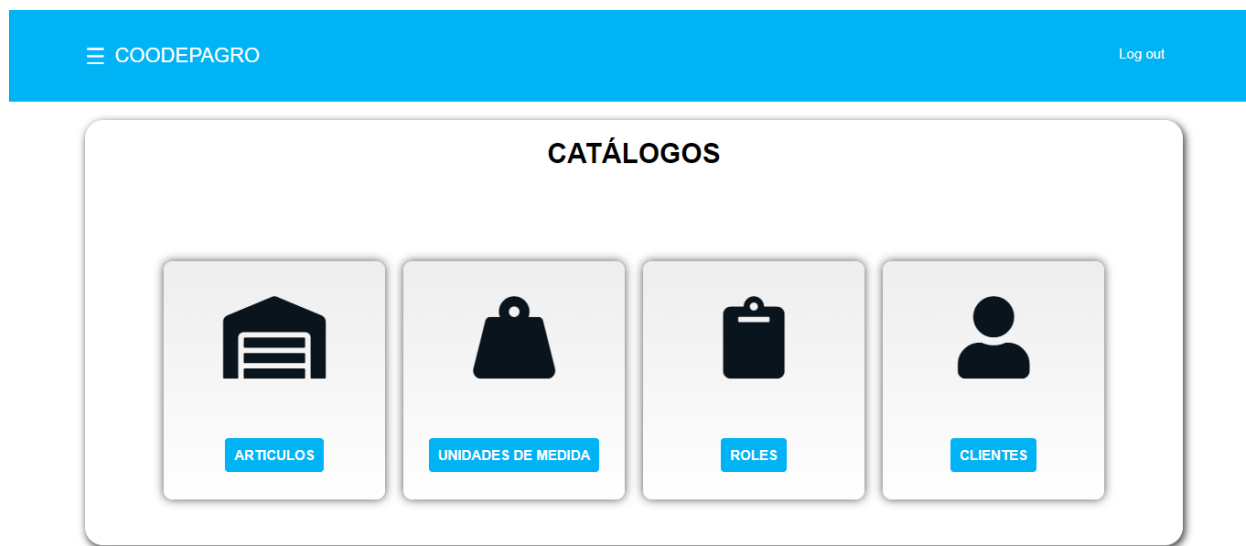 ☰ COODEPAGRO
Log out
CATÁLOGOS
ARTICULOS
UNIDADES DE MEDIDA
ROLES
CLIENTES